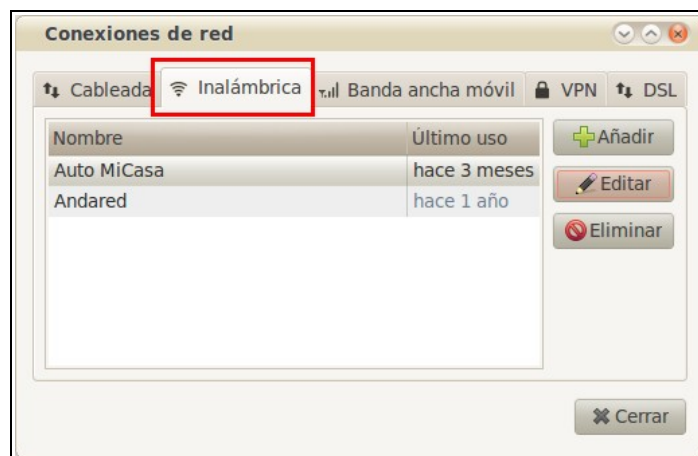 Conexiones de red
Cableada Inalámbrica Banda ancha móvil VPN DSL
Nombre Último uso Añadir
Auto MiCasa hace 3 meses Editar
Andared hace 1 año
Eliminar
Cerrar